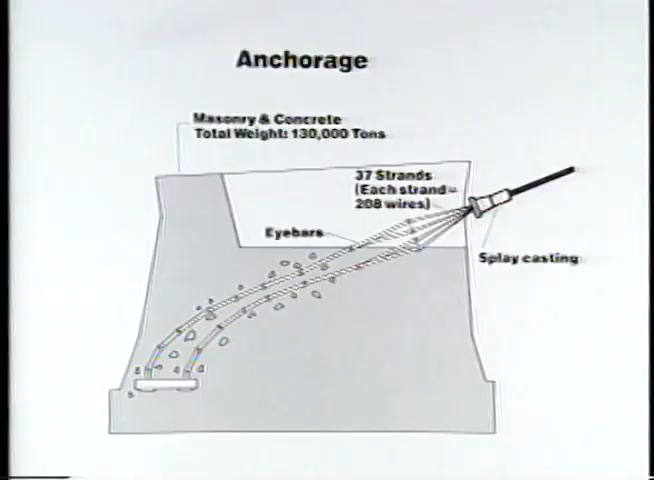 Anchorage
Masonry & Concrete
Total Weight: 130,000 Tons
37 Strands
(Each strand=
208 wires)
Eyebars
Splay casting